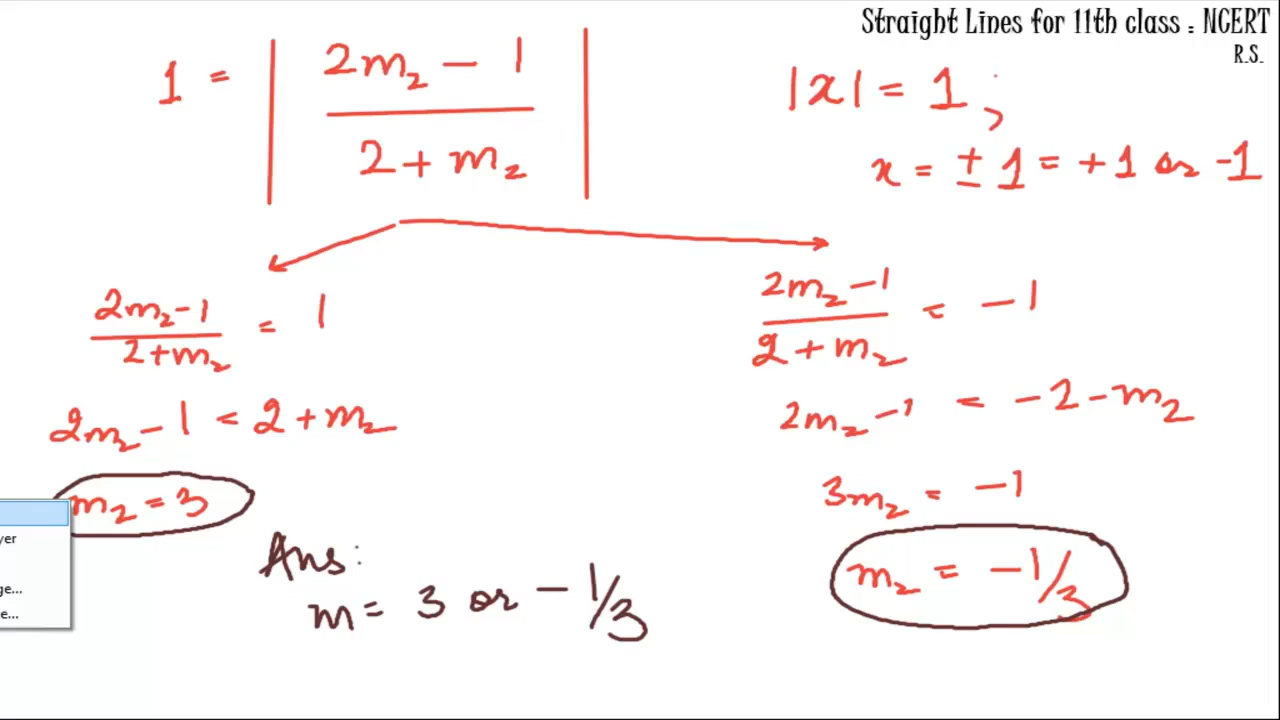 Straight Lines for 11th class : NCERT
R.S.
1 = | (2m₂ - 1) / (2 + m₂) |
|x| = 1 ;
x = ± 1 = +1 or -1
(2m₂ - 1) / (2 + m₂) = 1
2m₂ - 1 = 2 + m₂
m₂ = 3
(2m₂ - 1) / (2 + m₂) = -1
2m₂ - 1 = -2 - m₂
3m₂ = -1
m₂ = -1/3
Ans:
m = 3 or -1/3
yer
ge...
e...